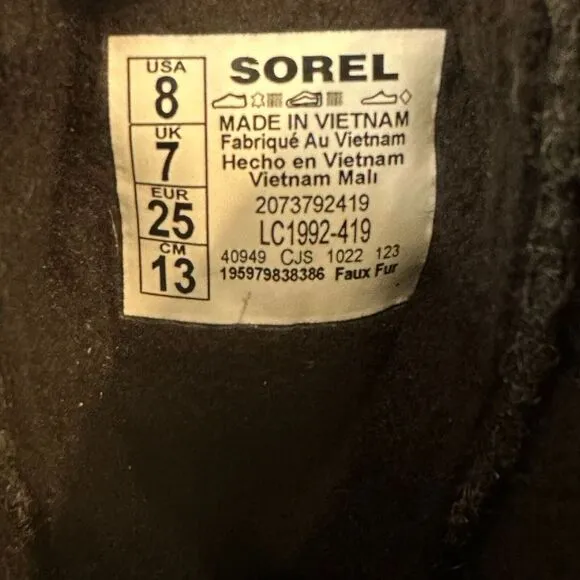 USA
8
UK
7
EUR
25
CM
13
SOREL
MADE IN VIETNAM
Fabriqué Au Vietnam
Hecho en Vietnam
Vietnam Malı
2073792419
LC1992-419
40949 CJS 1022 123
195979838386 Faux Fur